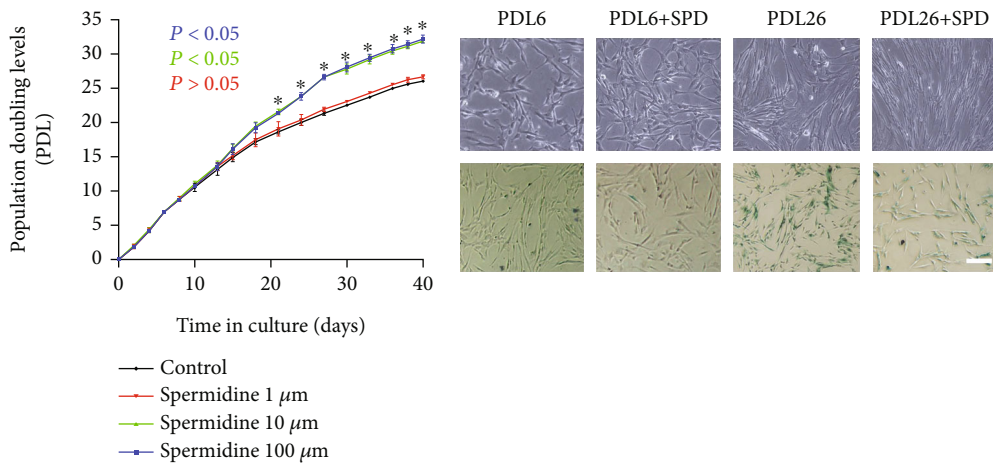 Population doubling levels
(PDL)
35
30
25
20
15
10
5
0
P < 0.05
P < 0.05
P > 0.05
* * * * * * * *
0 10 20 30 40
Time in culture (days)
Control
Spermidine 1 μm
Spermidine 10 μm
Spermidine 100 μm
PDL6 PDL6+SPD PDL26 PDL26+SPD